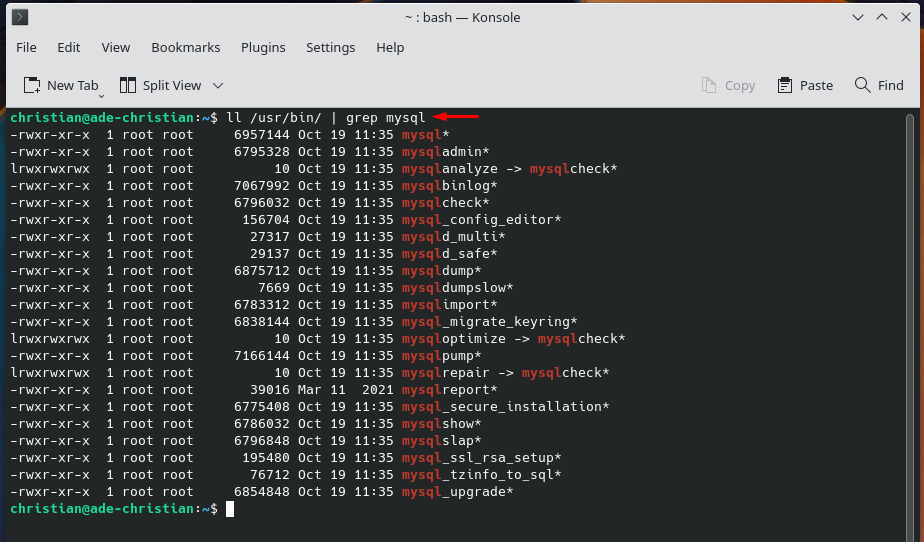 ~ : bash — Konsole
File Edit View Bookmarks Plugins Settings Help
New Tab Split View Copy Paste Find
christian@ade-christian:~$ ll /usr/bin/ | grep mysql
-rwxr-xr-x  1 root root     6957144 Oct 19 11:35 mysql*
-rwxr-xr-x  1 root root     6795328 Oct 19 11:35 mysqladmin*
lrwxrwxrwx  1 root root          10 Oct 19 11:35 mysqlanalyze -> mysqlcheck*
-rwxr-xr-x  1 root root     7067992 Oct 19 11:35 mysqlbinlog*
-rwxr-xr-x  1 root root     6796032 Oct 19 11:35 mysqlcheck*
-rwxr-xr-x  1 root root      156704 Oct 19 11:35 mysql_config_editor*
-rwxr-xr-x  1 root root       27317 Oct 19 11:35 mysqld_multi*
-rwxr-xr-x  1 root root       29137 Oct 19 11:35 mysqld_safe*
-rwxr-xr-x  1 root root     6875712 Oct 19 11:35 mysqldump*
-rwxr-xr-x  1 root root        7669 Oct 19 11:35 mysqldumpslow*
-rwxr-xr-x  1 root root     6783312 Oct 19 11:35 mysqlimport*
-rwxr-xr-x  1 root root     6838144 Oct 19 11:35 mysql_migrate_keyring*
lrwxrwxrwx  1 root root          10 Oct 19 11:35 mysqloptimize -> mysqlcheck*
-rwxr-xr-x  1 root root     7166144 Oct 19 11:35 mysqlpump*
lrwxrwxrwx  1 root root          10 Oct 19 11:35 mysqlrepair -> mysqlcheck*
-rwxr-xr-x  1 root root       39016 Mar 11  2021 mysqlreport*
-rwxr-xr-x  1 root root     6775408 Oct 19 11:35 mysql_secure_installation*
-rwxr-xr-x  1 root root     6786032 Oct 19 11:35 mysqlshow*
-rwxr-xr-x  1 root root     6796848 Oct 19 11:35 mysqlslap*
-rwxr-xr-x  1 root root      195480 Oct 19 11:35 mysql_ssl_rsa_setup*
-rwxr-xr-x  1 root root       76712 Oct 19 11:35 mysql_tzinfo_to_sql*
-rwxr-xr-x  1 root root     6854848 Oct 19 11:35 mysql_upgrade*
christian@ade-christian:~$